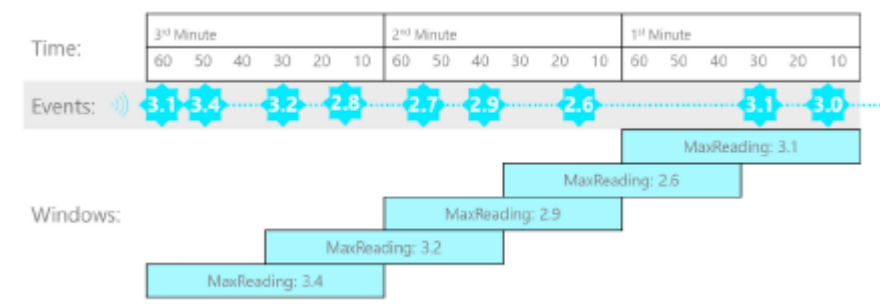 Time:
3rd Minute 2nd Minute 1st Minute
60 50 40 30 20 10 60 50 40 30 20 10 60 50 40 30 20 10
Events: 3.1 3.4 3.2 2.8 2.7 2.9 2.6 3.1 3.0
MaxReading: 3.1
MaxReading: 2.6
Windows:
MaxReading: 2.9
MaxReading: 3.2
MaxReading: 3.4